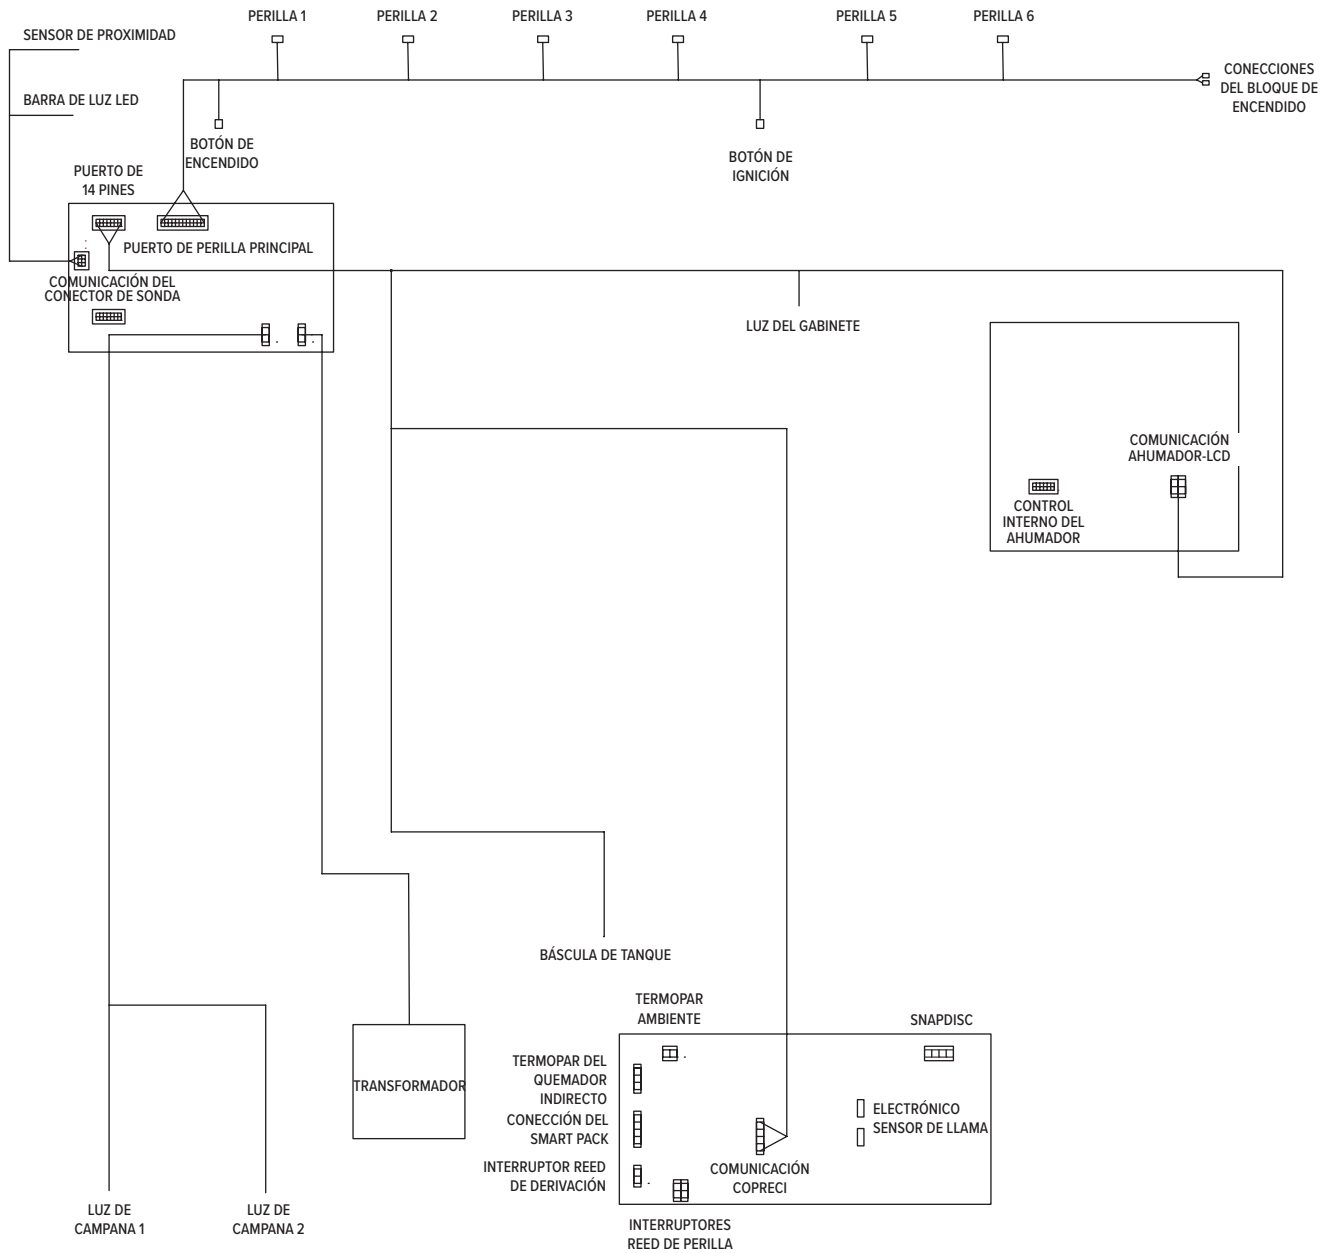 PERILLA 1
PERILLA 2
PERILLA 3
PERILLA 4
PERILLA 5
PERILLA 6
SENSOR DE PROXIMIDAD
CONECCIONES
DEL BLOQUE DE
ENCENDIDO
BARRA DE LUZ LED
BOTÓN DE
ENCENDIDO
BOTÓN DE
IGNICIÓN
PUERTO DE
14 PINES
PUERTO DE PERILLA PRINCIPAL
COMUNICACIÓN DEL
CONECTOR DE SONDA
LUZ DEL GABINETE
COMUNICACIÓN
AHUMADOR-LCD
CONTROL
INTERNO DEL
AHUMADOR
BÁSCULA DE TANQUE
TERMOPAR
AMBIENTE
SNAPDISC
TRANSFORMADOR
TERMOPAR DEL
QUEMADOR
INDIRECTO
CONECCIÓN DEL
SMART PACK
ELECTRÓNICO
SENSOR DE LLAMA
INTERRUPTOR REED
DE DERIVACIÓN
COMUNICACIÓN
COPRECI
LUZ DE
CAMPANA 1
LUZ DE
CAMPANA 2
INTERRUPTORES
REED DE PERILLA